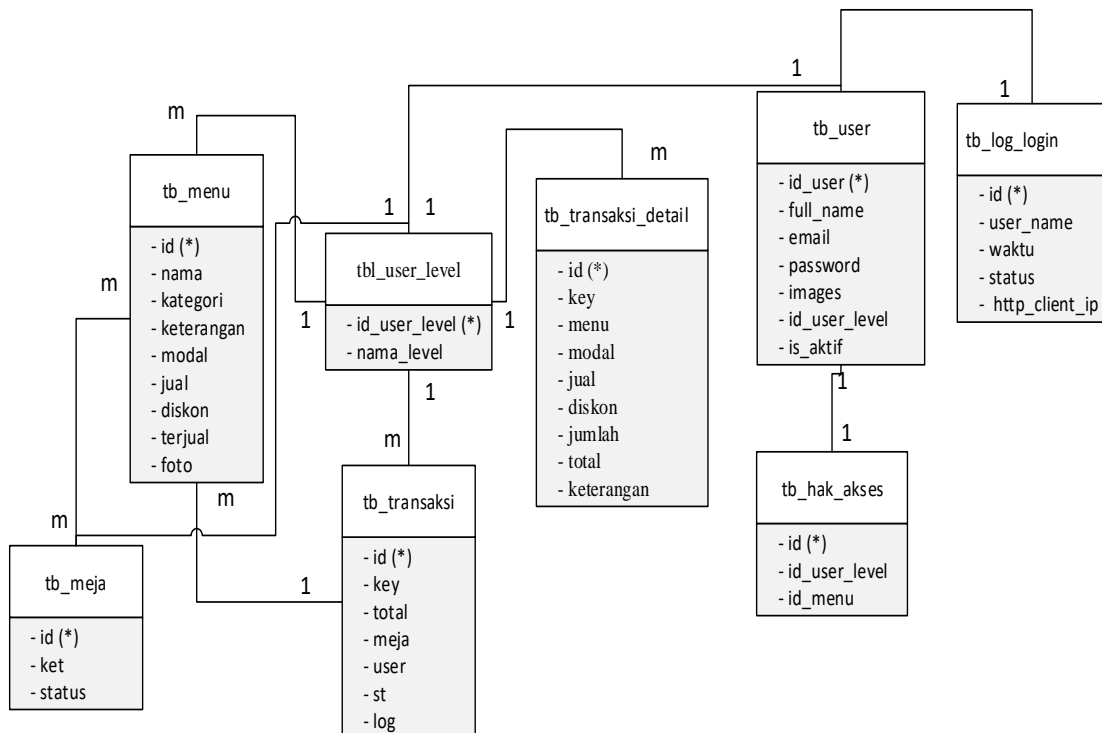 1
1
m
tb_user
tb_log_login
m
tb_menu
1
1
- id_user (*)
- full_name
- email
- password
- images
- id_user_level
- is_aktif
- id (*)
- user_name
- waktu
- status
- http_client_ip
tb_transaksi_detail
- id (*)
- nama
- kategori
- keterangan
- modal
- jual
- diskon
- terjual
- foto
m
tbl_user_level
- id_user_level (*)
- nama_level
1
1
- id (*)
- key
- menu
- modal
- jual
- diskon
- jumlah
- total
- keterangan
1
1
m
1
tb_hak_akses
- id (*)
- id_user_level
- id_menu
m
m
tb_transaksi
- id (*)
- key
- total
- meja
- user
- st
- log
1
tb_meja
- id (*)
- ket
- status